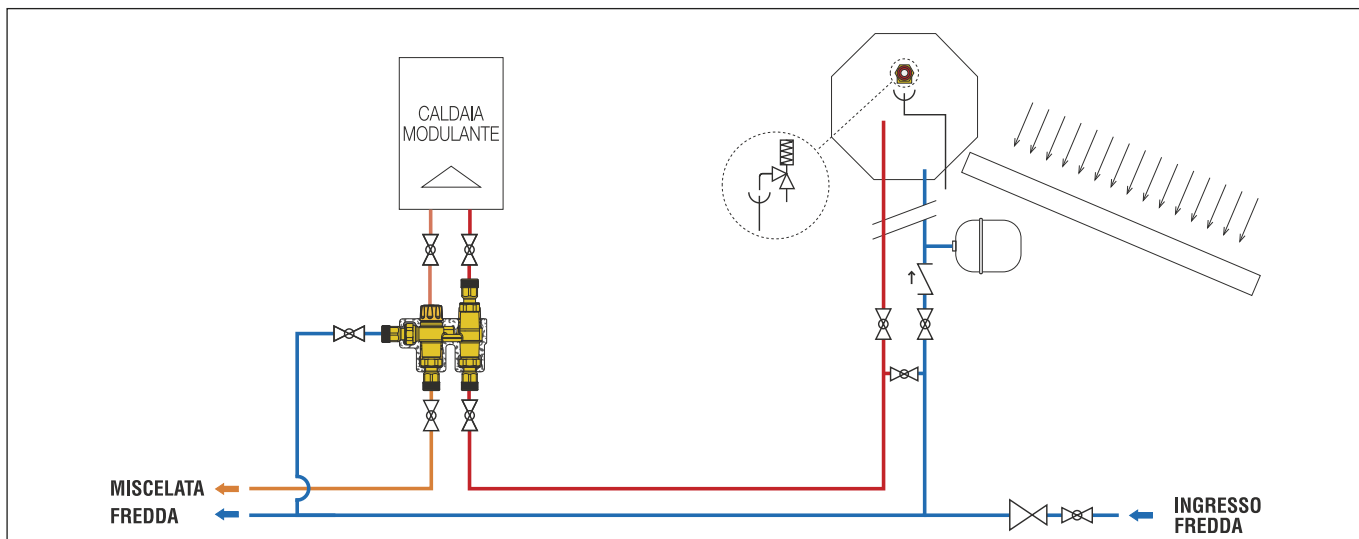 CALDAIA
MODULANTE
MISCELATA
FREDDA
INGRESSO
FREDDA